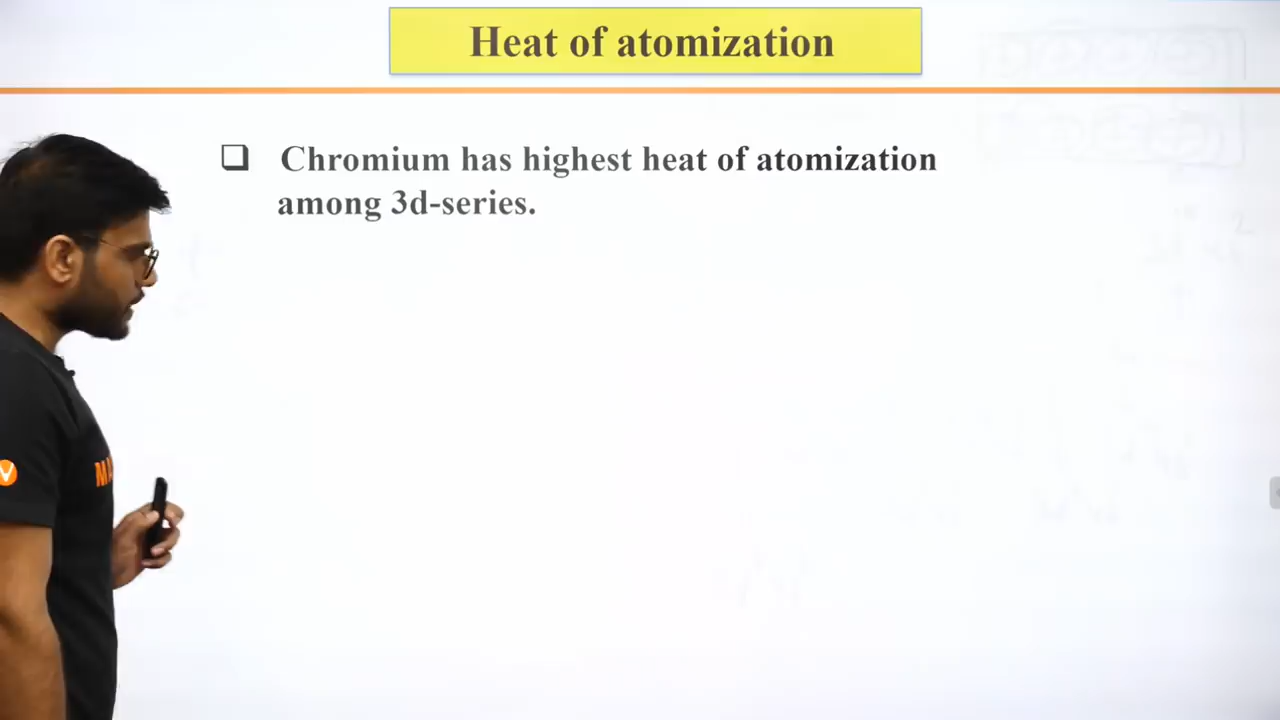 Heat of atomization
❑ Chromium has highest heat of atomization
among 3d-series.